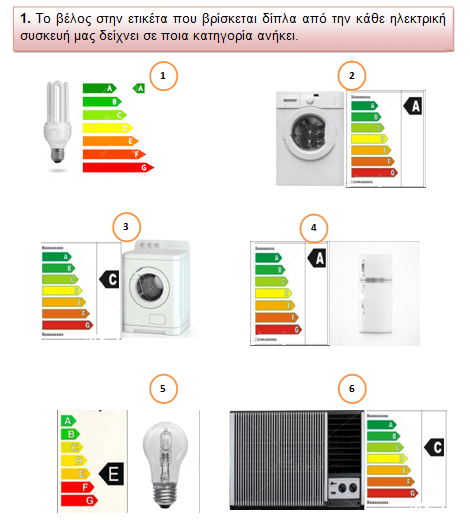 1. Το βέλος στην ετικέτα που βρίσκεται δίπλα από την κάθε ηλεκτρική
συσκευή μας δείχνει σε ποια κατηγορία ανήκει.
1
A A
B
C
D
E
F
G
2
A A
B
C
D
E
F
G
3
A
B
C C
D
E
F
G
4
A A
B
C
D
E
F
G
5
A
B
C
D
E E
F
G
6
A
B
C C
D
E
F
G